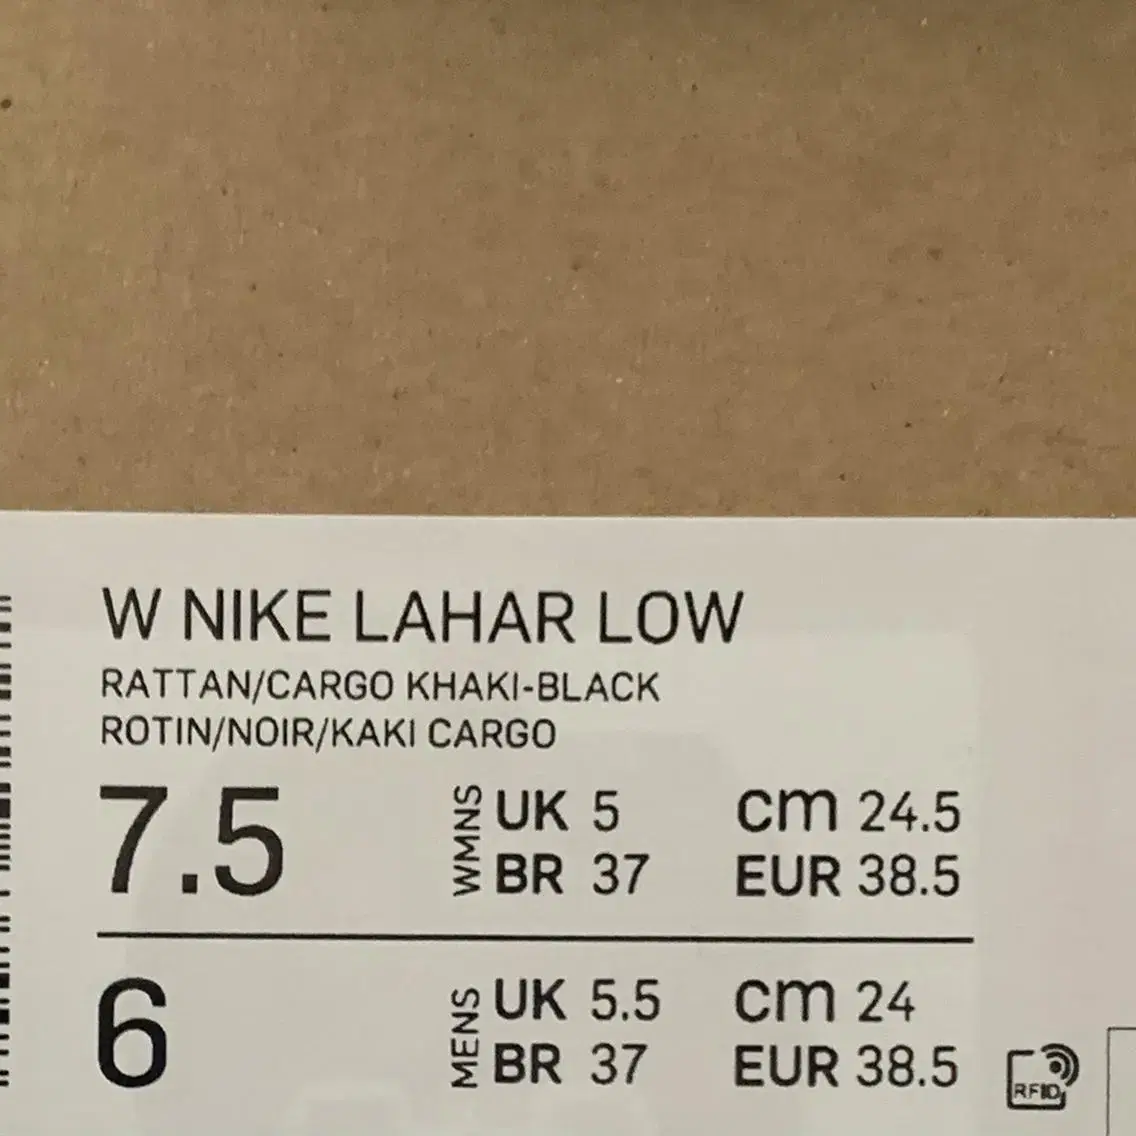 W NIKE LAHAR LOW
RATTAN/CARGO KHAKI-BLACK
ROTIN/NOIR/KAKI CARGO
7.5 WMNS UK 5 cm 24.5
BR 37 EUR 38.5
6 MENS UK 5.5 cm 24
BR 37 EUR 38.5
RFID